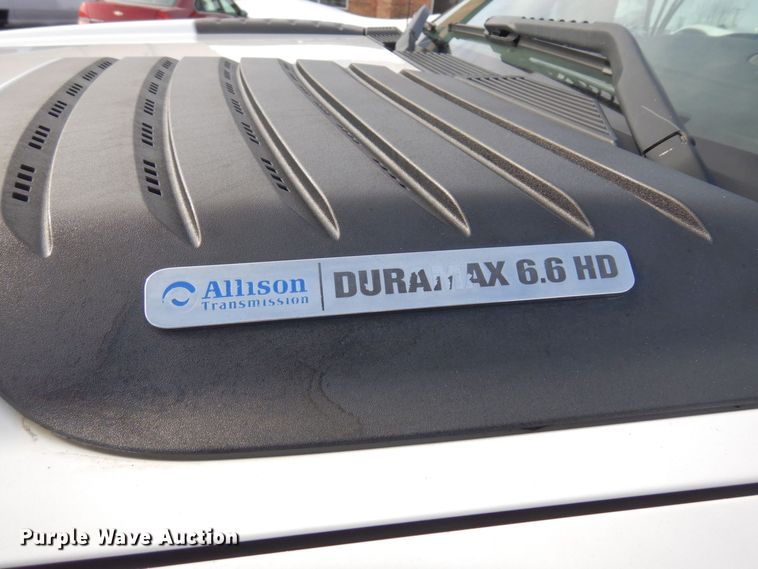 Allison
Transmission
DURAMAX 6.6 HD
Purple Wave Auction